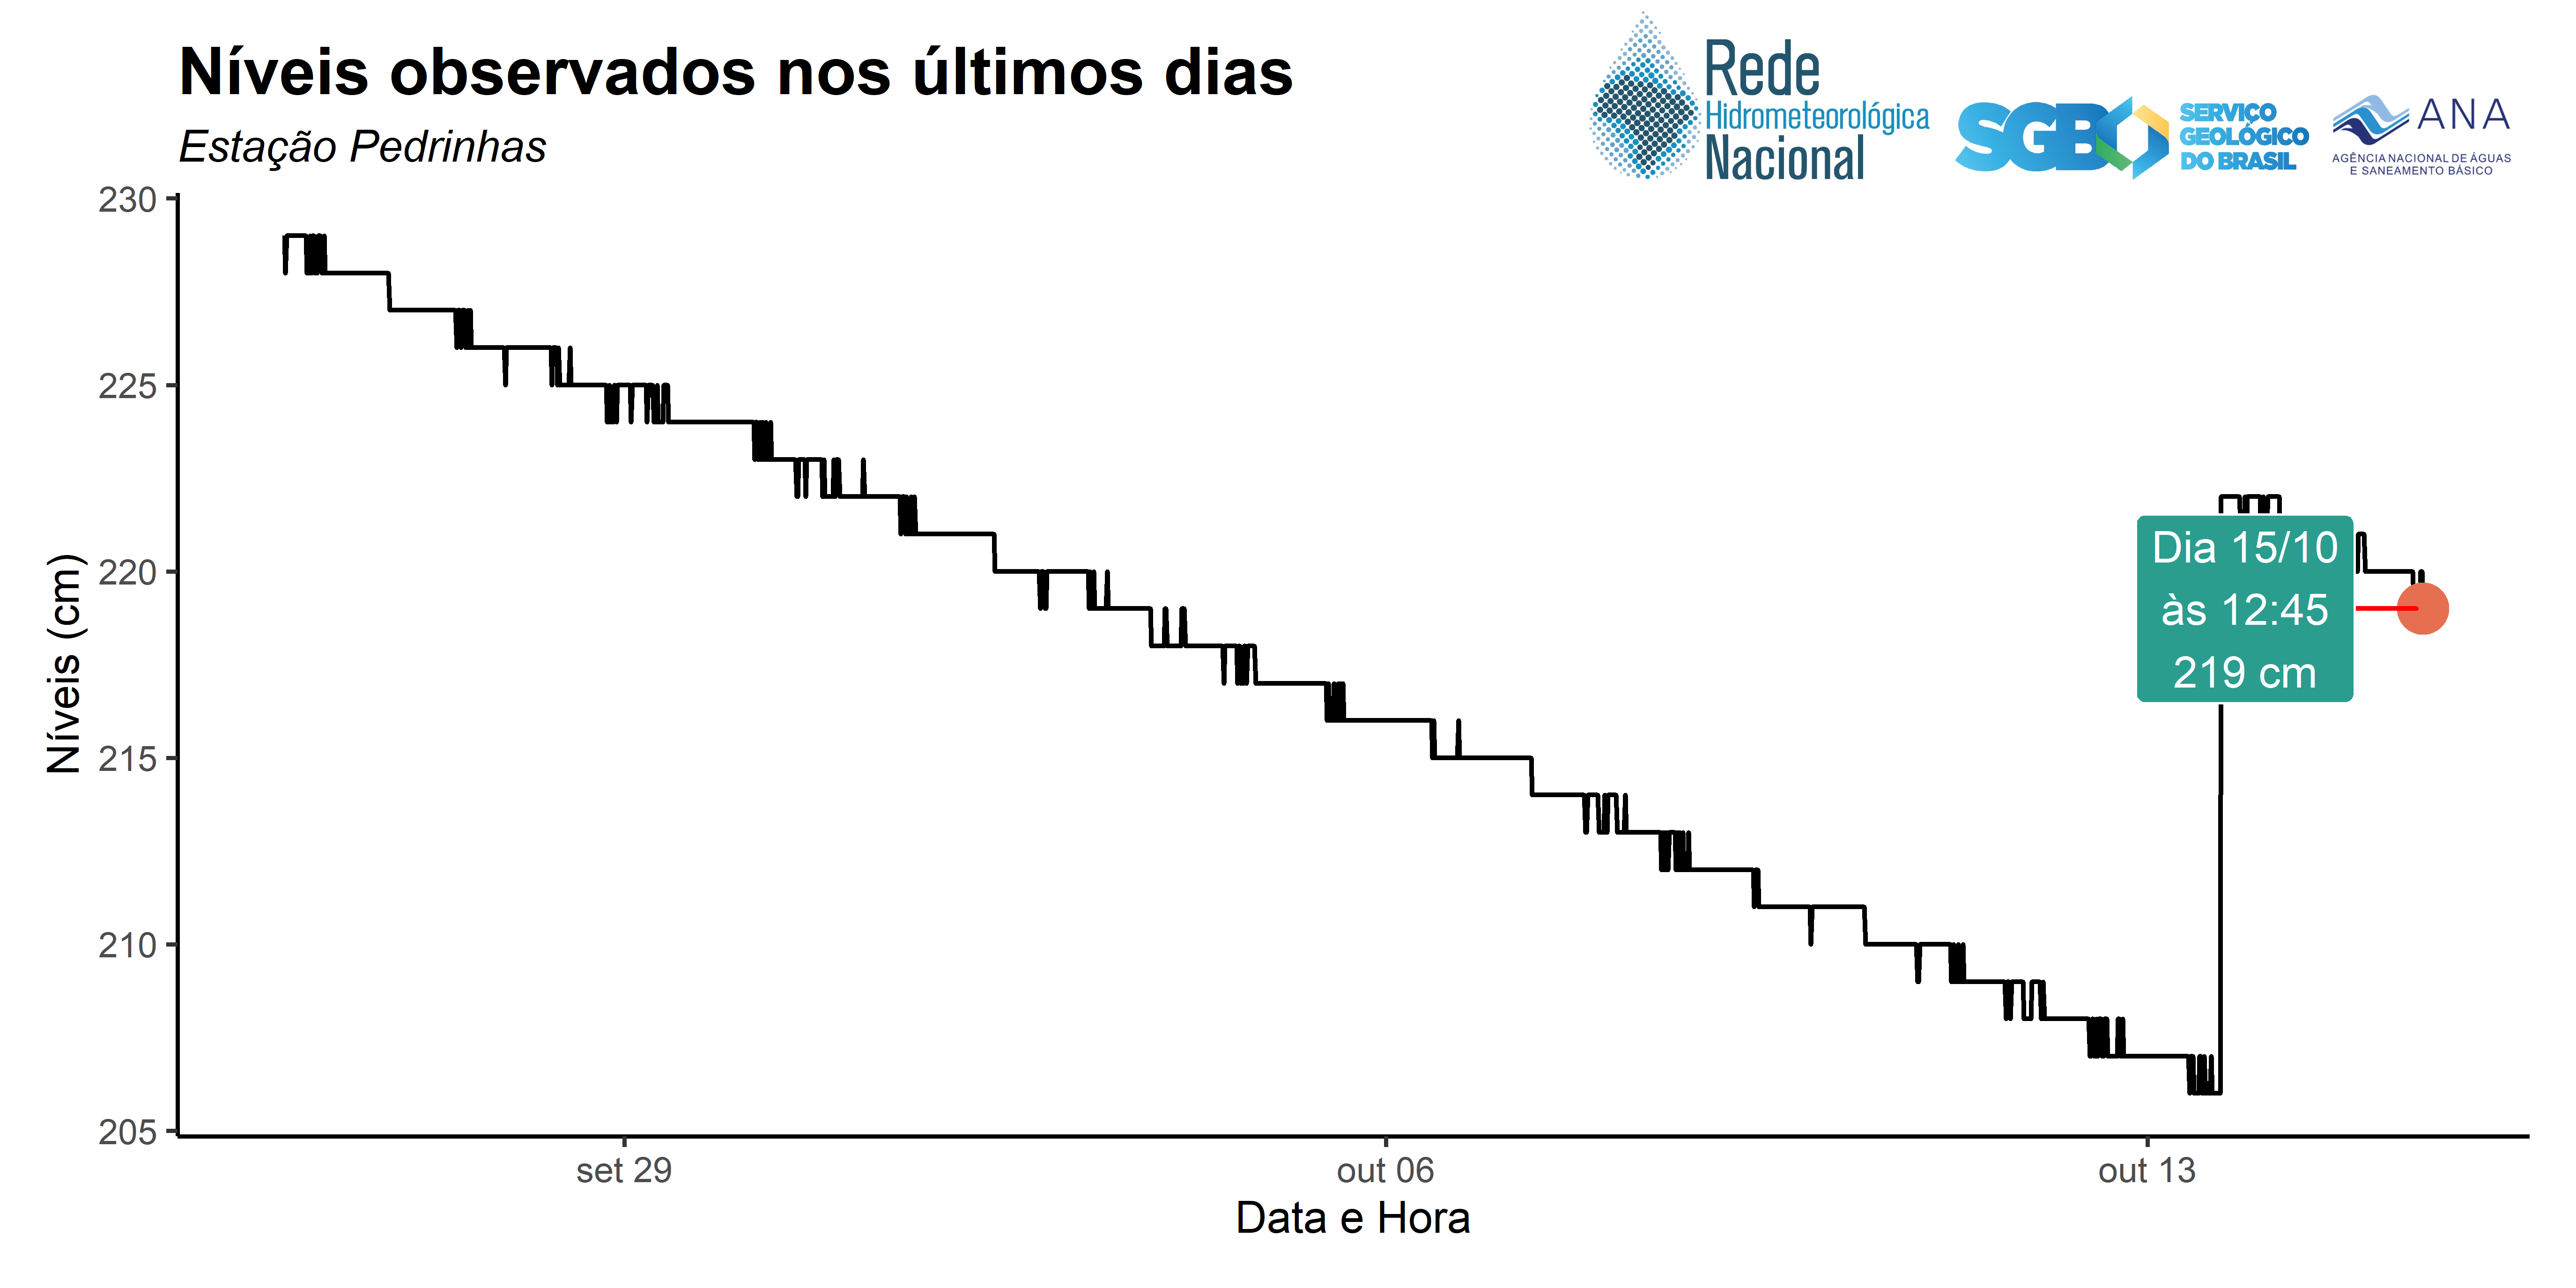 Níveis observados nos últimos dias
Estação Pedrinhas
Rede
Hidrometeorológica
Nacional
SGB
SERVIÇO
GEOLÓGICO
DO BRASIL
ANA
AGÊNCIA NACIONAL DE ÁGUAS
E SANEAMENTO BÁSICO
230
225
220
215
210
205
Níveis (cm)
Dia 15/10
às 12:45
219 cm
set 29
out 06
out 13
Data e Hora